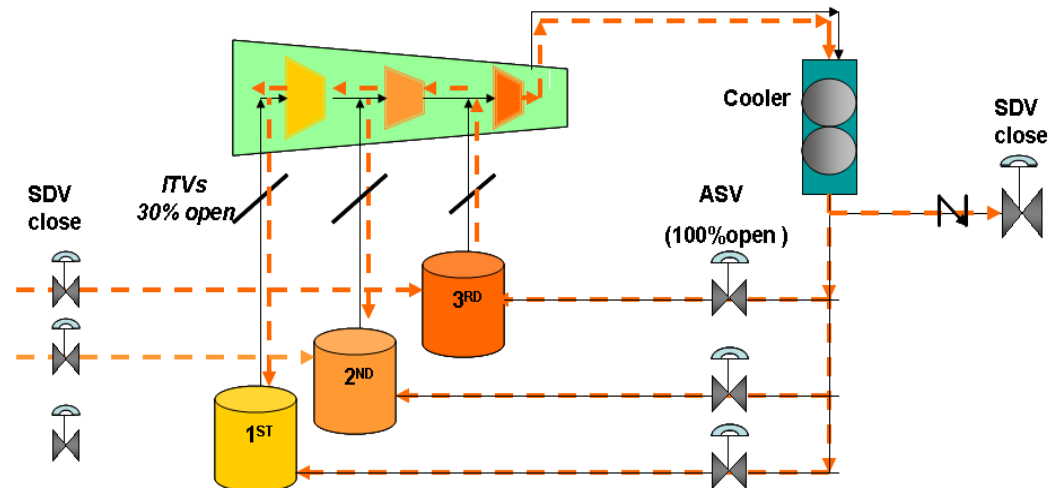 Cooler
SDV
close
ITVs
30% open
SDV
close
ASV
(100%open )
3RD
2ND
1ST